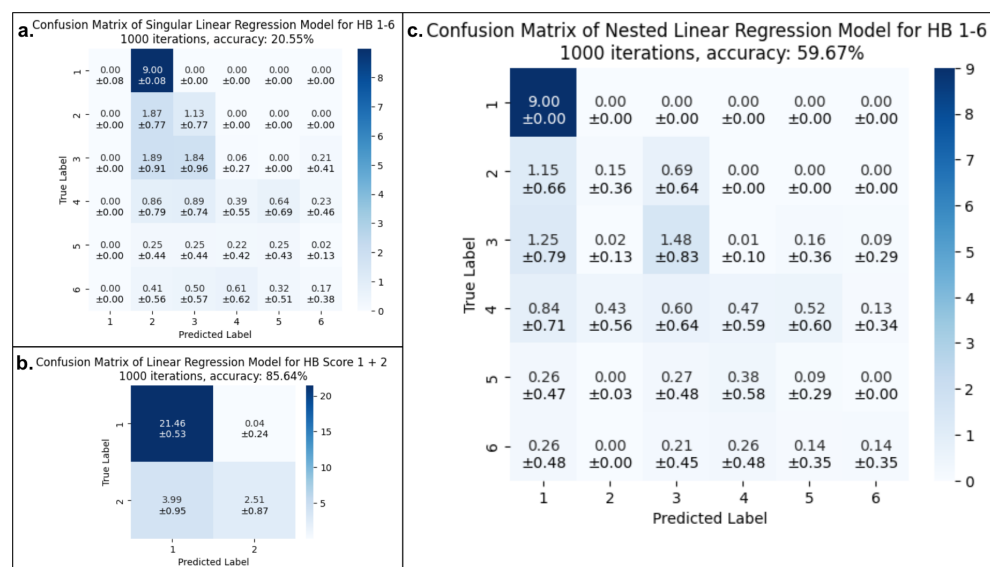 a. Confusion Matrix of Singular Linear Regression Model for HB 1-6
1000 iterations, accuracy: 20.55%
True Label
1
0.00 9.00 0.00 0.00 0.00 0.00
±0.08 ±0.08 ±0.00 ±0.00 ±0.00 ±0.00
2
0.00 1.87 1.13 0.00 0.00 0.00
±0.00 ±0.77 ±0.77 ±0.00 ±0.00 ±0.00
3
0.00 1.89 1.84 0.06 0.00 0.21
±0.00 ±0.91 ±0.96 ±0.27 ±0.00 ±0.41
4
0.00 0.86 0.89 0.39 0.64 0.23
±0.00 ±0.79 ±0.74 ±0.55 ±0.69 ±0.46
5
0.00 0.25 0.25 0.22 0.25 0.02
±0.00 ±0.44 ±0.44 ±0.42 ±0.43 ±0.13
6
0.00 0.41 0.50 0.61 0.32 0.17
±0.00 ±0.56 ±0.57 ±0.62 ±0.51 ±0.38
1 2 3 4 5 6
Predicted Label
8
7
6
5
4
3
2
1
0
b. Confusion Matrix of Linear Regression Model for HB Score 1 + 2
1000 iterations, accuracy: 85.64%
True Label
1
21.46 0.04
±0.53 ±0.24
2
3.99 2.51
±0.95 ±0.87
1 2
Predicted Label
20
15
10
5
c. Confusion Matrix of Nested Linear Regression Model for HB 1-6
1000 iterations, accuracy: 59.67%
True Label
1
9.00 0.00 0.00 0.00 0.00 0.00
±0.00 ±0.00 ±0.00 ±0.00 ±0.00 ±0.00
2
1.15 0.15 0.69 0.00 0.00 0.00
±0.66 ±0.36 ±0.64 ±0.00 ±0.00 ±0.00
3
1.25 0.02 1.48 0.01 0.16 0.09
±0.79 ±0.13 ±0.83 ±0.10 ±0.36 ±0.29
4
0.84 0.43 0.60 0.47 0.52 0.13
±0.71 ±0.56 ±0.64 ±0.59 ±0.60 ±0.34
5
0.26 0.00 0.27 0.38 0.09 0.00
±0.47 ±0.03 ±0.48 ±0.58 ±0.29 ±0.00
6
0.26 0.00 0.21 0.26 0.14 0.14
±0.48 ±0.00 ±0.45 ±0.48 ±0.35 ±0.35
1 2 3 4 5 6
Predicted Label
9
8
7
6
5
4
3
2
1
0